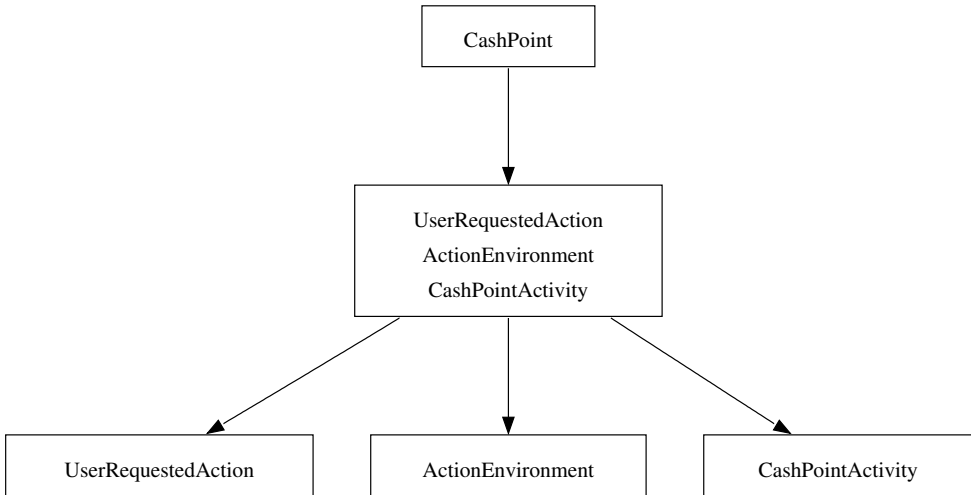 CashPoint
UserRequestedAction
ActionEnvironment
CashPointActivity
UserRequestedAction
ActionEnvironment
CashPointActivity